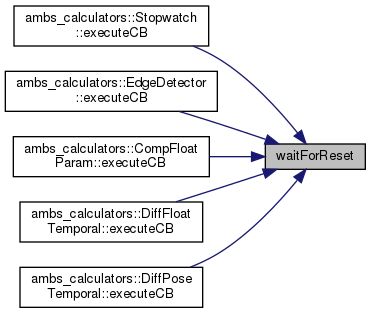 ambs_calculators::Stopwatch
::executeCB
ambs_calculators::EdgeDetector
::executeCB
ambs_calculators::CompFloat
Param::executeCB
waitForReset
ambs_calculators::DiffFloat
Temporal::executeCB
ambs_calculators::DiffPose
Temporal::executeCB